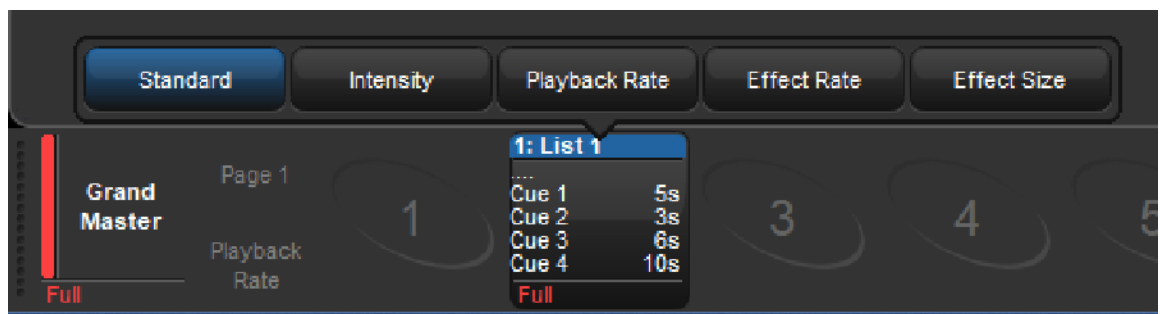 Standard
Intensity
Playback Rate
Effect Rate
Effect Size
Grand
Master
Full
Page 1
Playback
Rate
1
1: List 1
....
Cue 1 5s
Cue 2 3s
Cue 3 6s
Cue 4 10s
Full
3
4
5